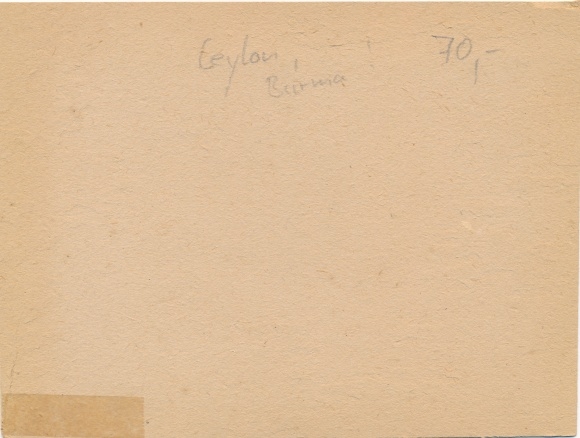 Ceylon, - ! 70,-
Burma